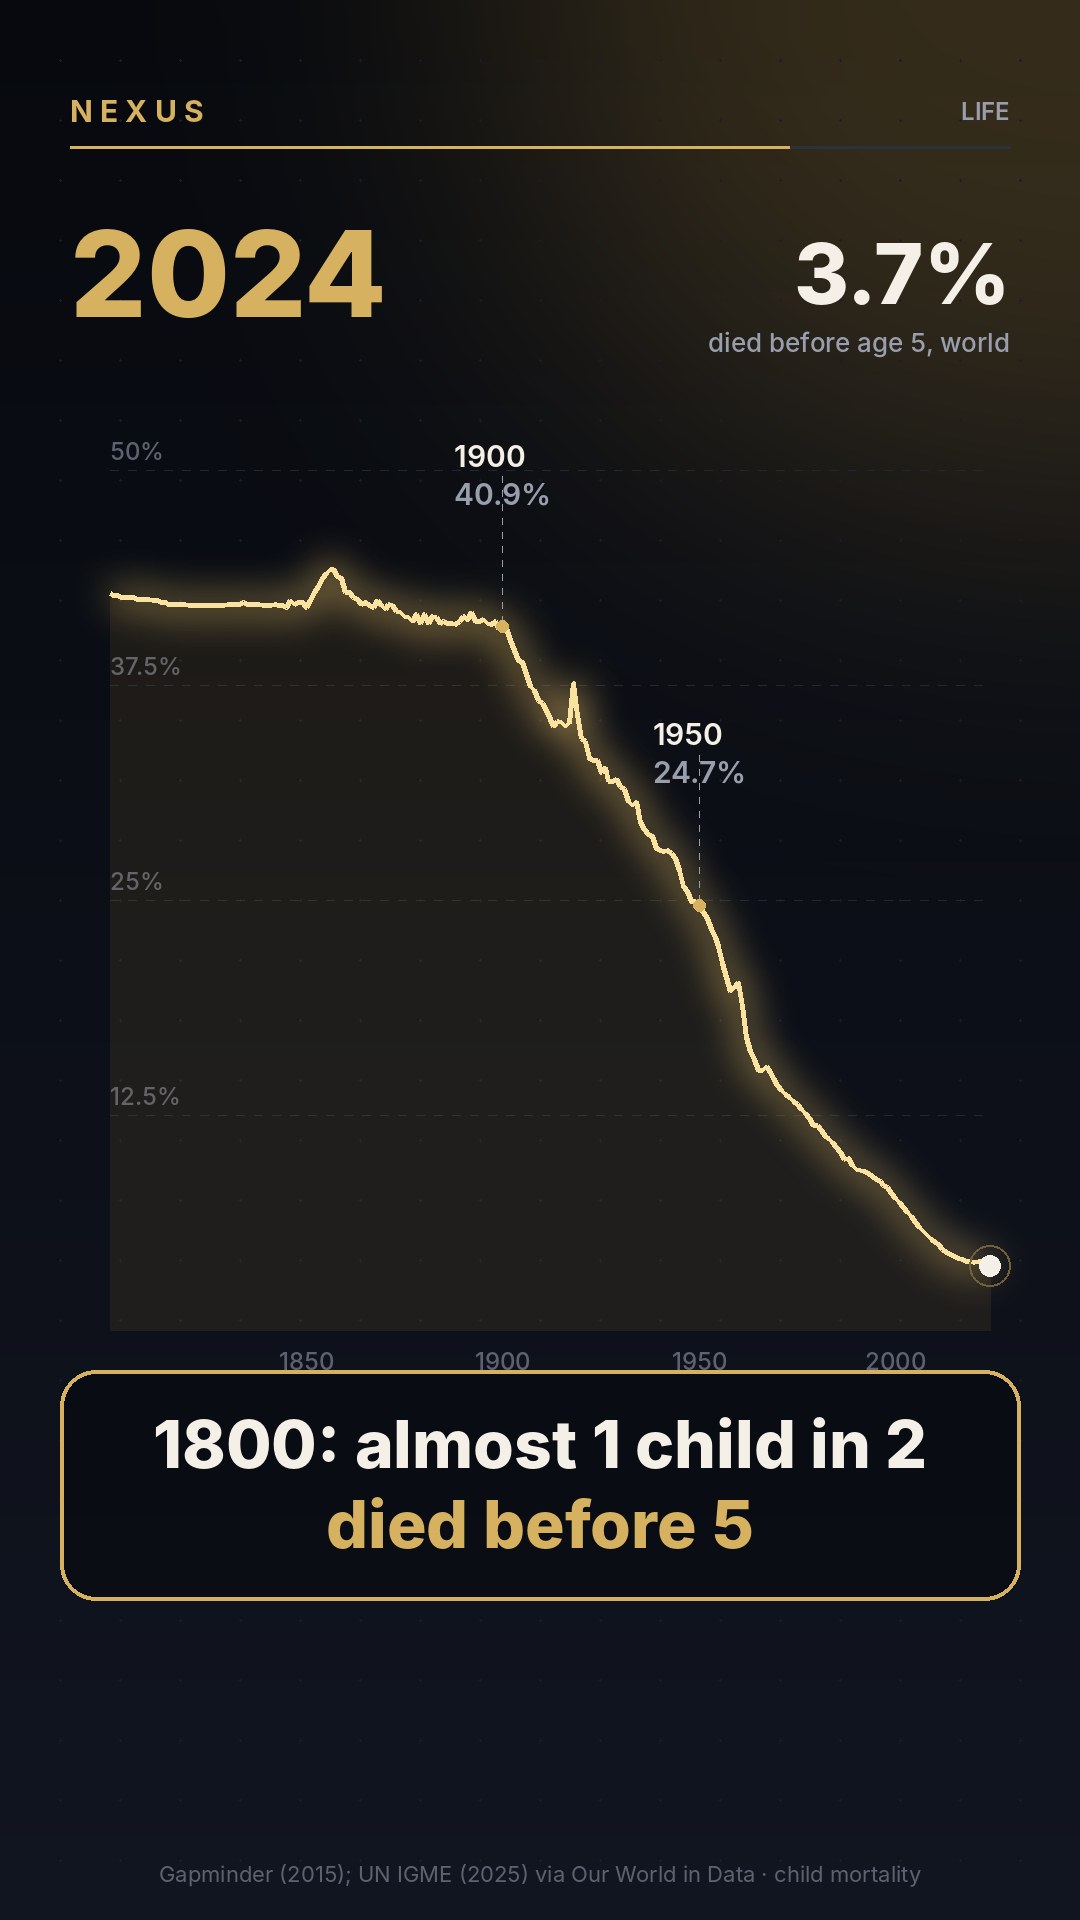 NEXUS
LIFE
2024
3.7%
died before age 5, world
50%
1900
40.9%
37.5%
1950
24.7%
25%
12.5%
1850 1900 1950 2000
1800: almost 1 child in 2
died before 5
Gapminder (2015); UN IGME (2025) via Our World in Data · child mortality